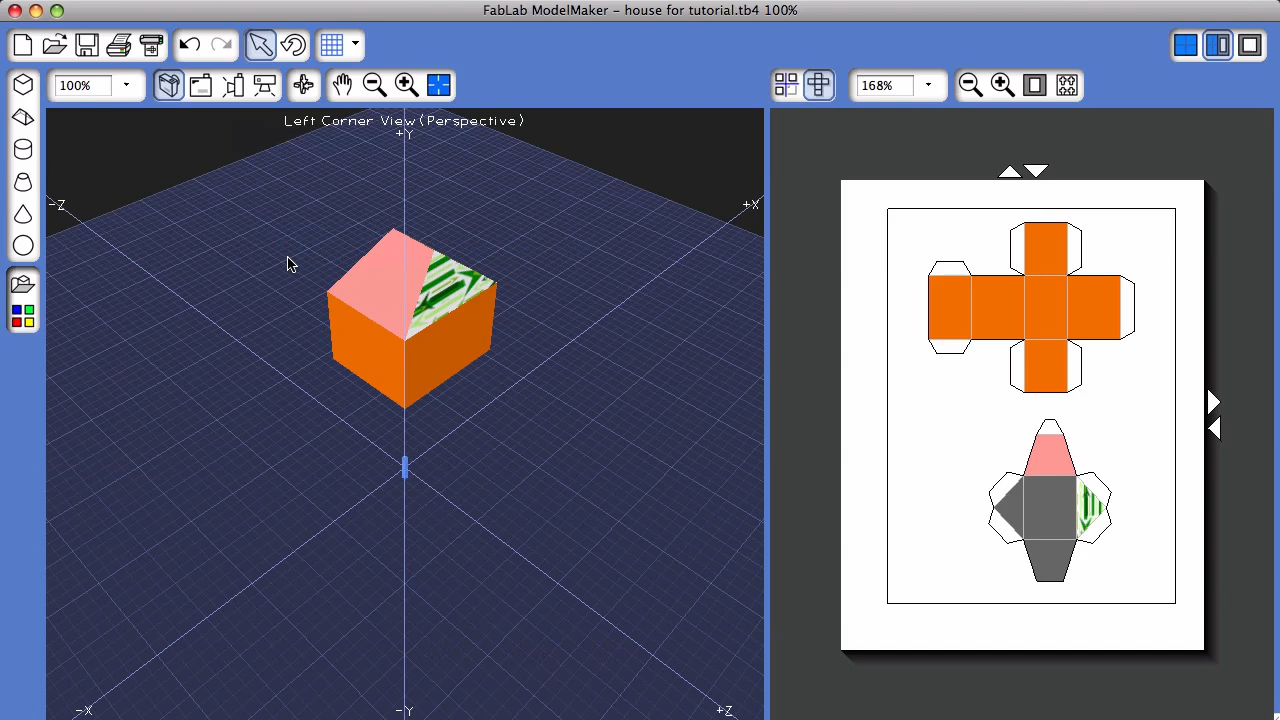 FabLab ModelMaker – house for tutorial.tb4 100%
100%
168%
Left Corner View(Perspective)
+Y
-Z
+X
-X
-Y
+Z